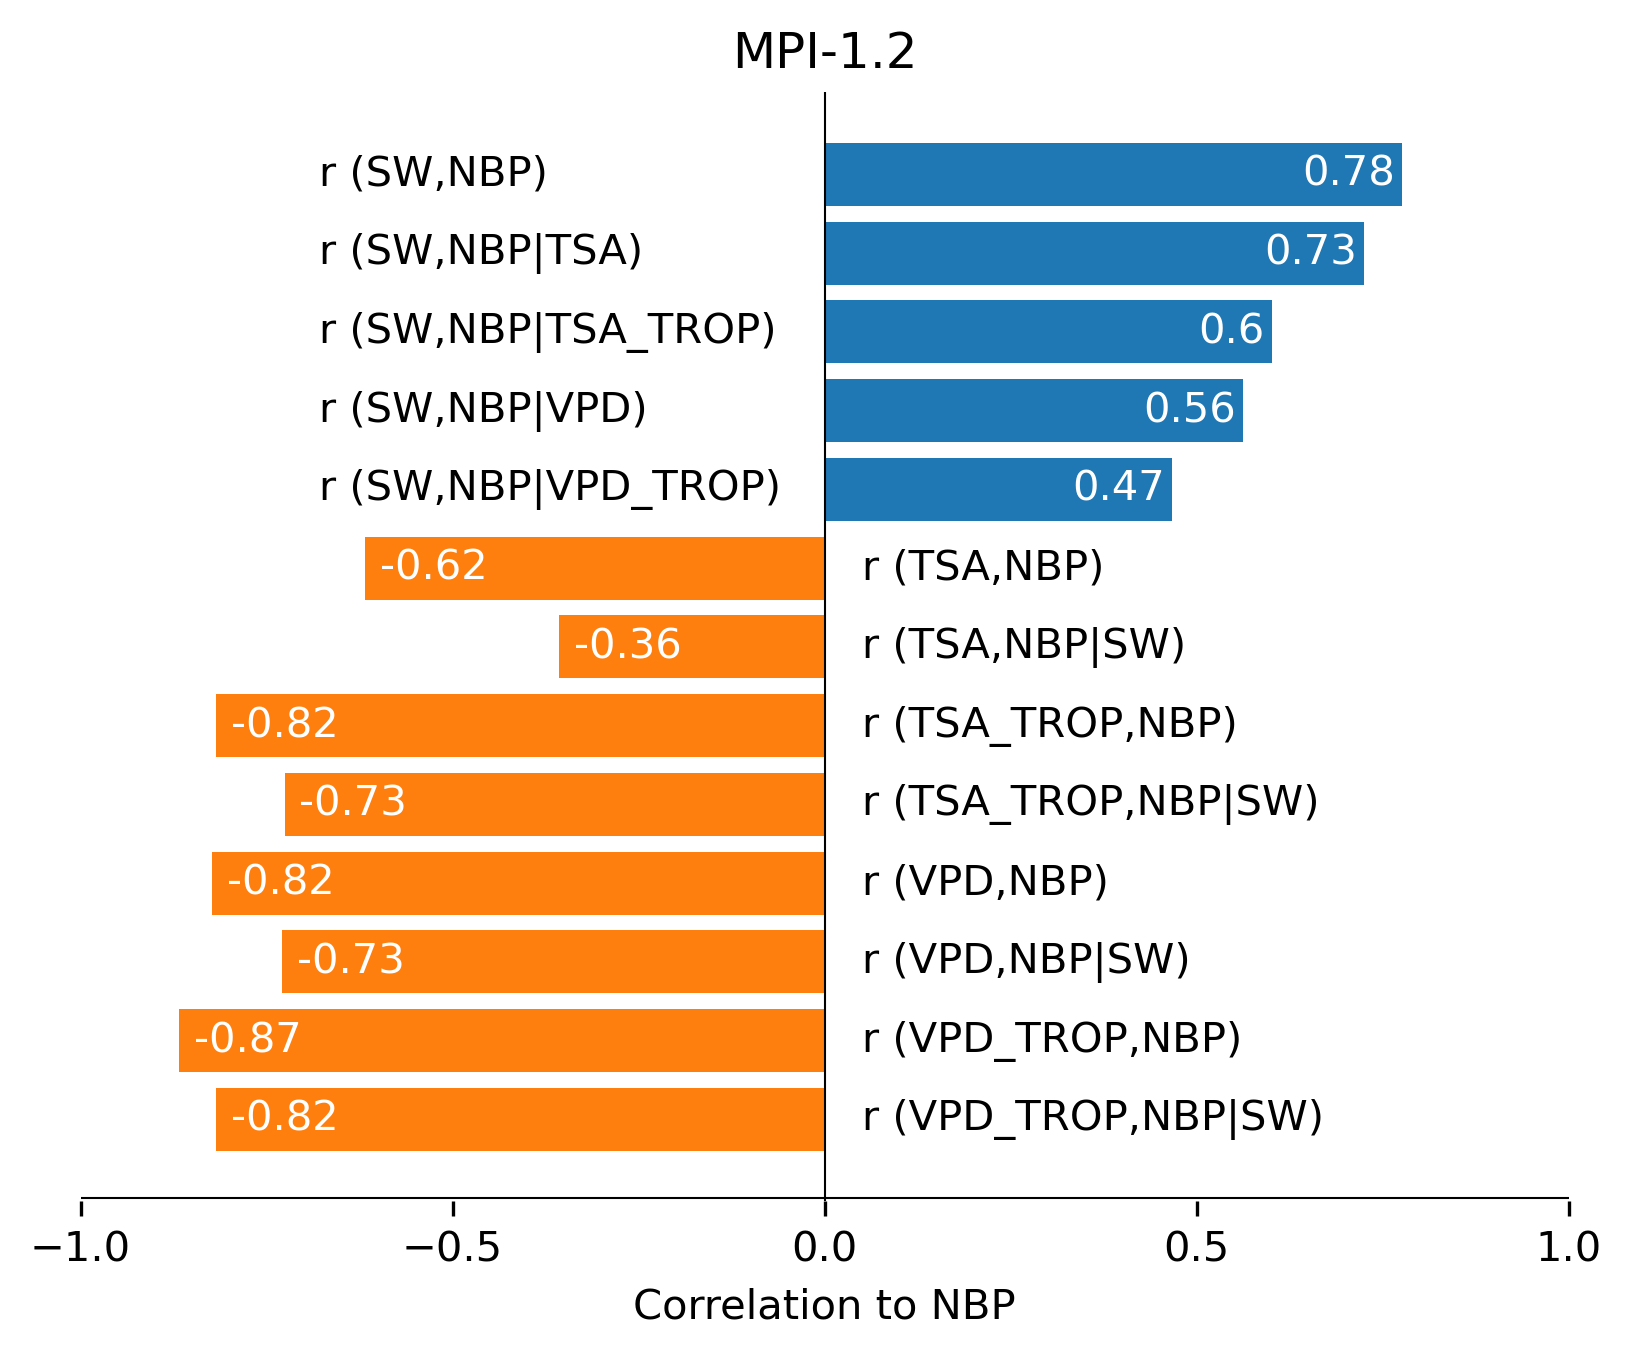 MPI-1.2
r (SW,NBP) 0.78
r (SW,NBP|TSA) 0.73
r (SW,NBP|TSA_TROP) 0.6
r (SW,NBP|VPD) 0.56
r (SW,NBP|VPD_TROP) 0.47
-0.62 r (TSA,NBP)
-0.36 r (TSA,NBP|SW)
-0.82 r (TSA_TROP,NBP)
-0.73 r (TSA_TROP,NBP|SW)
-0.82 r (VPD,NBP)
-0.73 r (VPD,NBP|SW)
-0.87 r (VPD_TROP,NBP)
-0.82 r (VPD_TROP,NBP|SW)
−1.0 −0.5 0.0 0.5 1.0
Correlation to NBP